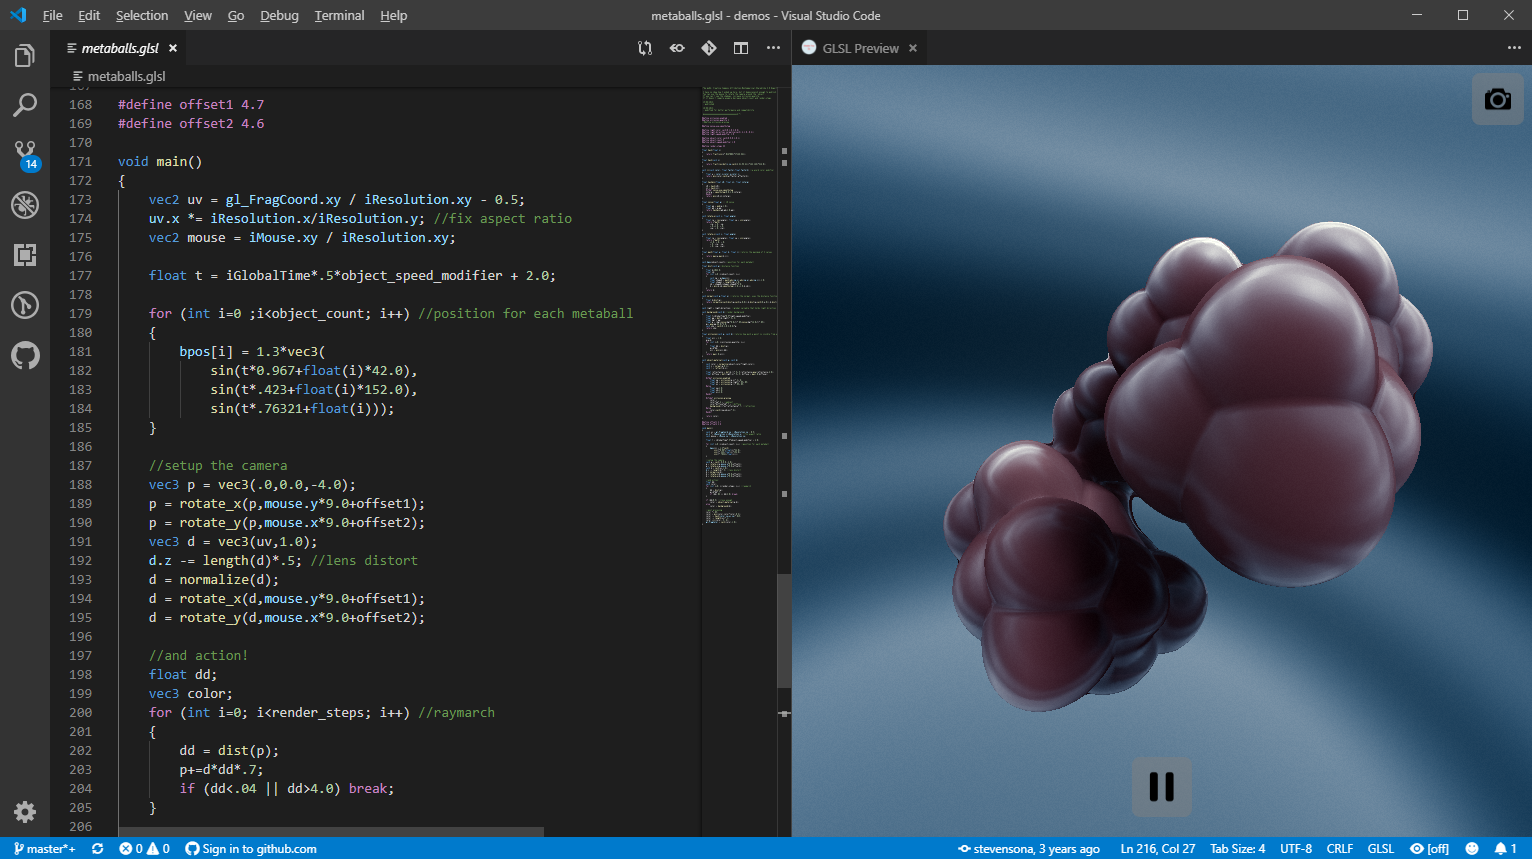 File Edit Selection View Go Debug Terminal Help
metaballs.glsl - demos - Visual Studio Code
metaballs.glsl
GLSL Preview
metaballs.glsl
167
168 #define offset1 4.7
169 #define offset2 4.6
170
171 void main()
172 {
173 vec2 uv = gl_FragCoord.xy / iResolution.xy - 0.5;
174 uv.x *= iResolution.x/iResolution.y; //fix aspect ratio
175 vec2 mouse = iMouse.xy / iResolution.xy;
176
177 float t = iGlobalTime*.5*object_speed_modifier + 2.0;
178
179 for (int i=0 ;i<object_count; i++) //position for each metaball
180 {
181 bpos[i] = 1.3*vec3(
182 sin(t*0.967+float(i)*42.0),
183 sin(t*.423+float(i)*152.0),
184 sin(t*.76321+float(i)));
185 }
186
187 //setup the camera
188 vec3 p = vec3(.0,0.0,-4.0);
189 p = rotate_x(p,mouse.y*9.0+offset1);
190 p = rotate_y(p,mouse.x*9.0+offset2);
191 vec3 d = vec3(uv,1.0);
192 d.z -= length(d)*.5; //lens distort
193 d = normalize(d);
194 d = rotate_x(d,mouse.y*9.0+offset1);
195 d = rotate_y(d,mouse.x*9.0+offset2);
196
197 //and action!
198 float dd;
199 vec3 color;
200 for (int i=0; i<render_steps; i++) //raymarch
201 {
202 dd = dist(p);
203 p+=d*dd*.7;
204 if (dd<.04 || dd>4.0) break;
205 }
206
14
master*+ 0 0 Sign in to github.com stevensona, 3 years ago Ln 216, Col 27 Tab Size: 4 UTF-8 CRLF GLSL [off] 1